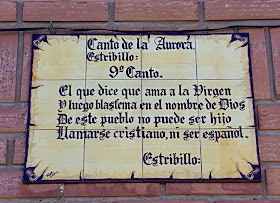 Canto de la Aurora
Estribillo:
9º Canto.
El que dice que ama a la Virgen
Y luego blasfema en el nombre de Dios
De este pueblo no puede ser hijo
Llamarse cristiano, ni ser español.
Estribillo: